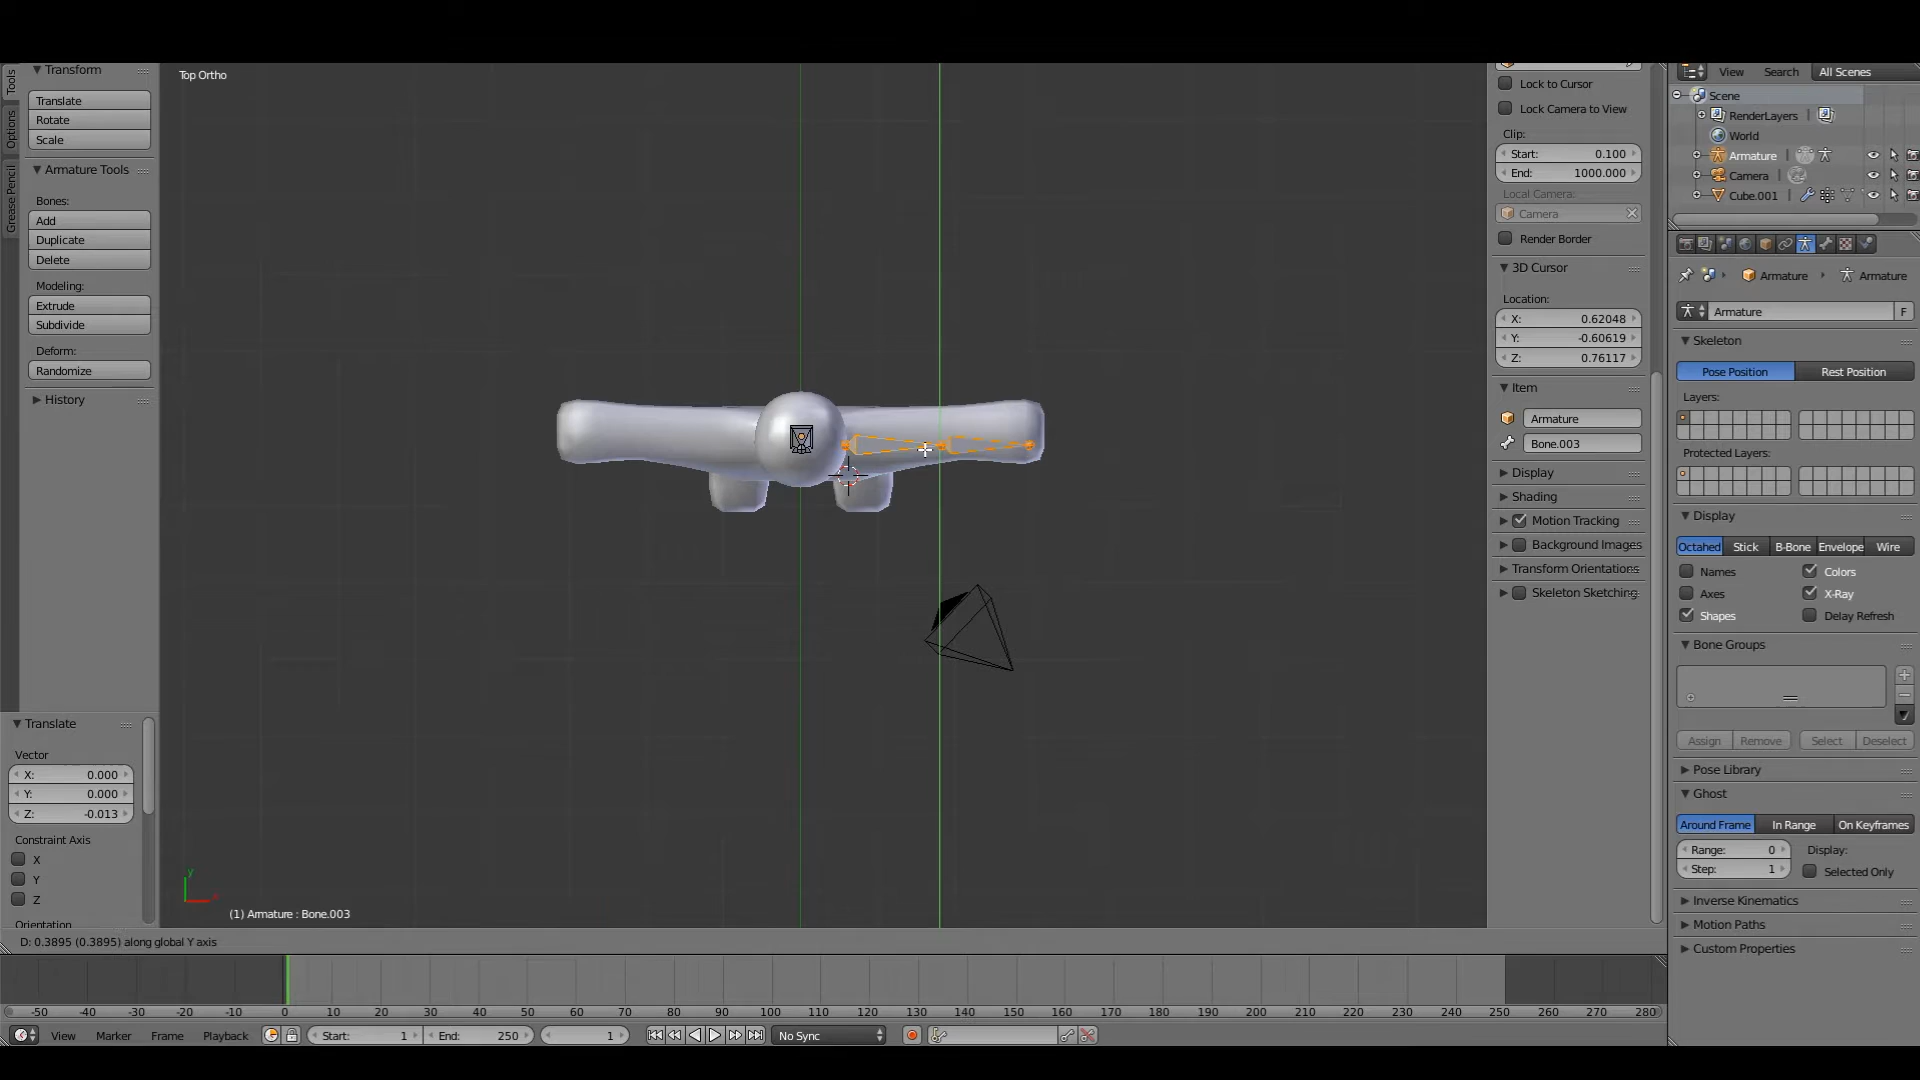 Tools
Options
Grease Pencil
Transform
Translate
Rotate
Scale
Armature Tools
Bones:
Add
Duplicate
Delete
Modeling:
Extrude
Subdivide
Deform:
Randomize
History
Translate
Vector
X: 0.000
Y: 0.000
Z: -0.013
Constraint Axis
X
Y
Z
Orientation
Top Ortho
y
(1) Armature : Bone.003
D: 0.3895 (0.3895) along global Y axis
Lock to Cursor
Lock Camera to View
Clip:
Start: 0.100
End: 1000.000
Local Camera:
Camera
Render Border
3D Cursor
Location:
X: 0.62048
Y: -0.60619
Z: 0.76117
Item
Armature
Bone.003
Display
Shading
Motion Tracking
Background Images
Transform Orientations
Skeleton Sketching
View Search All Scenes
Scene
RenderLayers
World
Armature
Camera
Cube.001
Armature Armature
Armature F
Skeleton
Pose Position Rest Position
Layers: Protected Layers:
Display
Octahed Stick B-Bone Envelope Wire
Names Colors
Axes X-Ray
Shapes Delay Refresh
Bone Groups
Assign Remove Select Deselect
Pose Library
Ghost
Around Frame In Range On Keyframes
Range: 0 Display:
Step: 1 Selected Only
Inverse Kinematics
Motion Paths
Custom Properties
-50 -40 -30 -20 -10 0 10 20 30 40 50 60 70 80 90 100 110 120 130 140 150 160 170 180 190 200 210 220 230 240 250 260 270 280
View Marker Frame Playback Start: 1 End: 250 1 No Sync